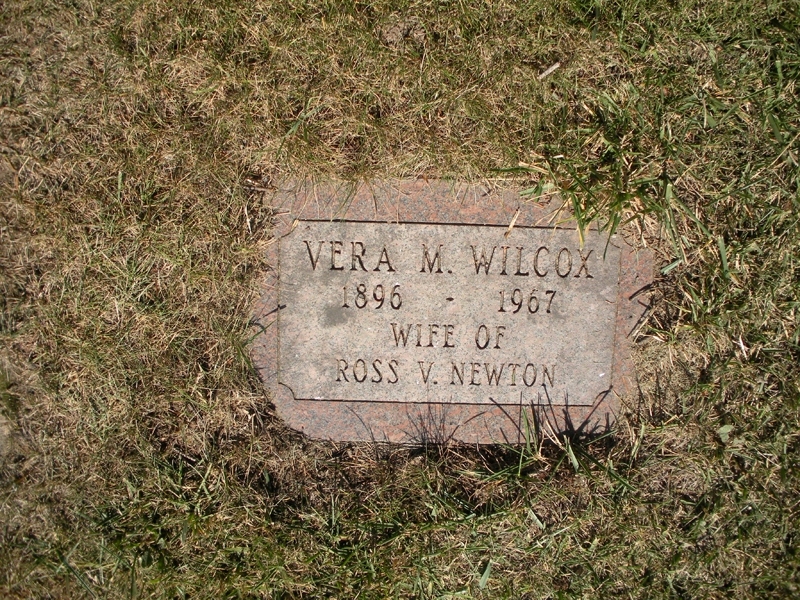 VERA M. WILCOX
1896 - 1967
WIFE OF
ROSS V. NEWTON